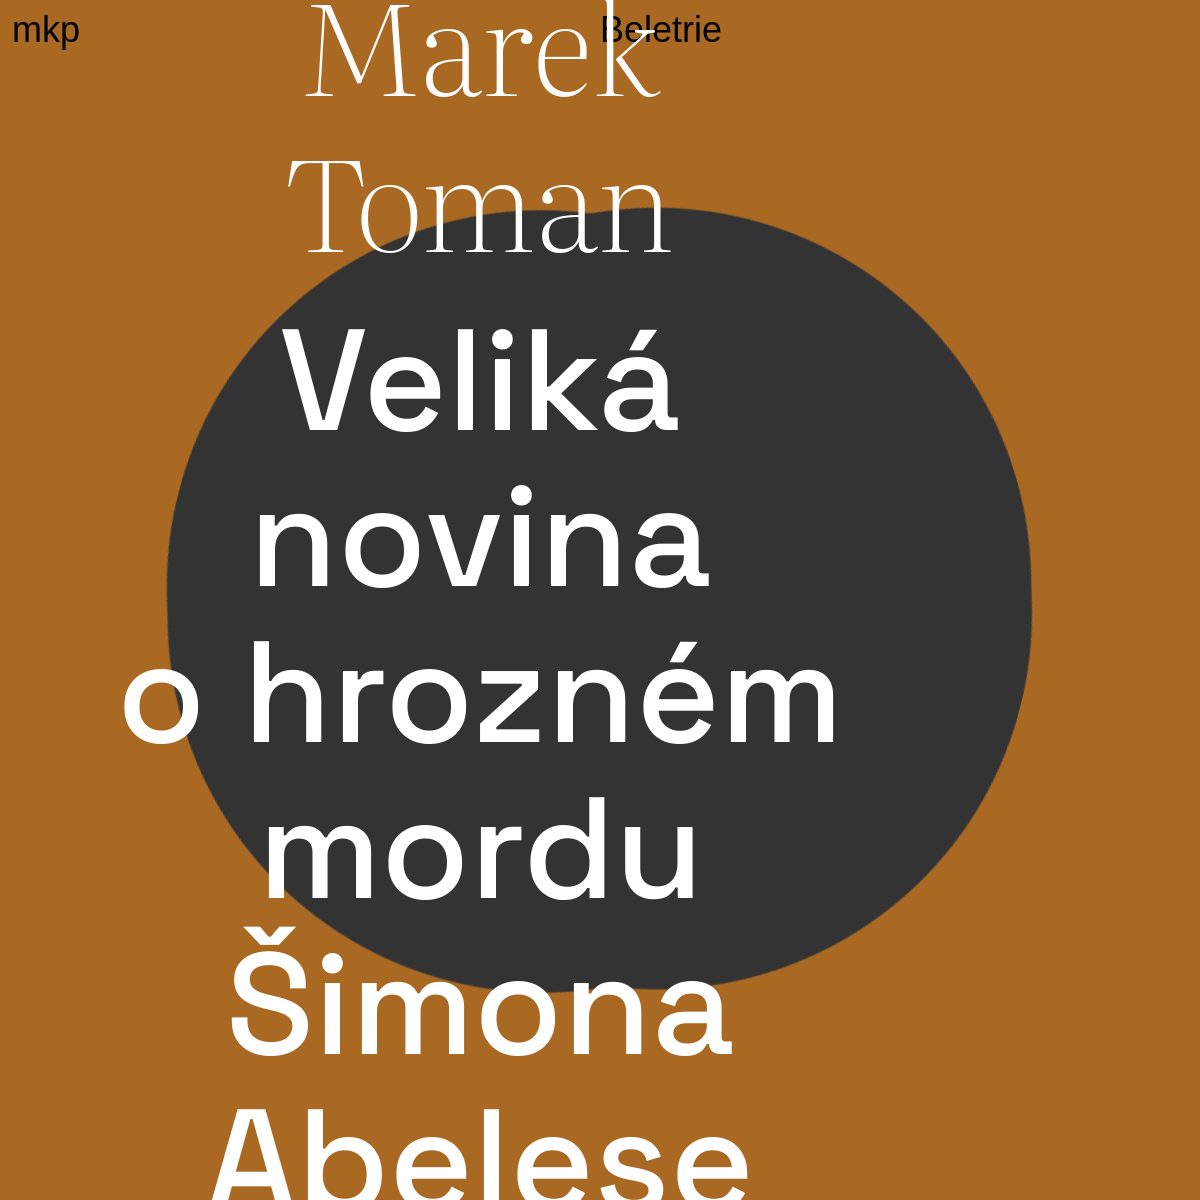 mkp
Beletrie
Marek
Toman
Veliká
novina
o hrozném
mordu
Šimona
Abelese